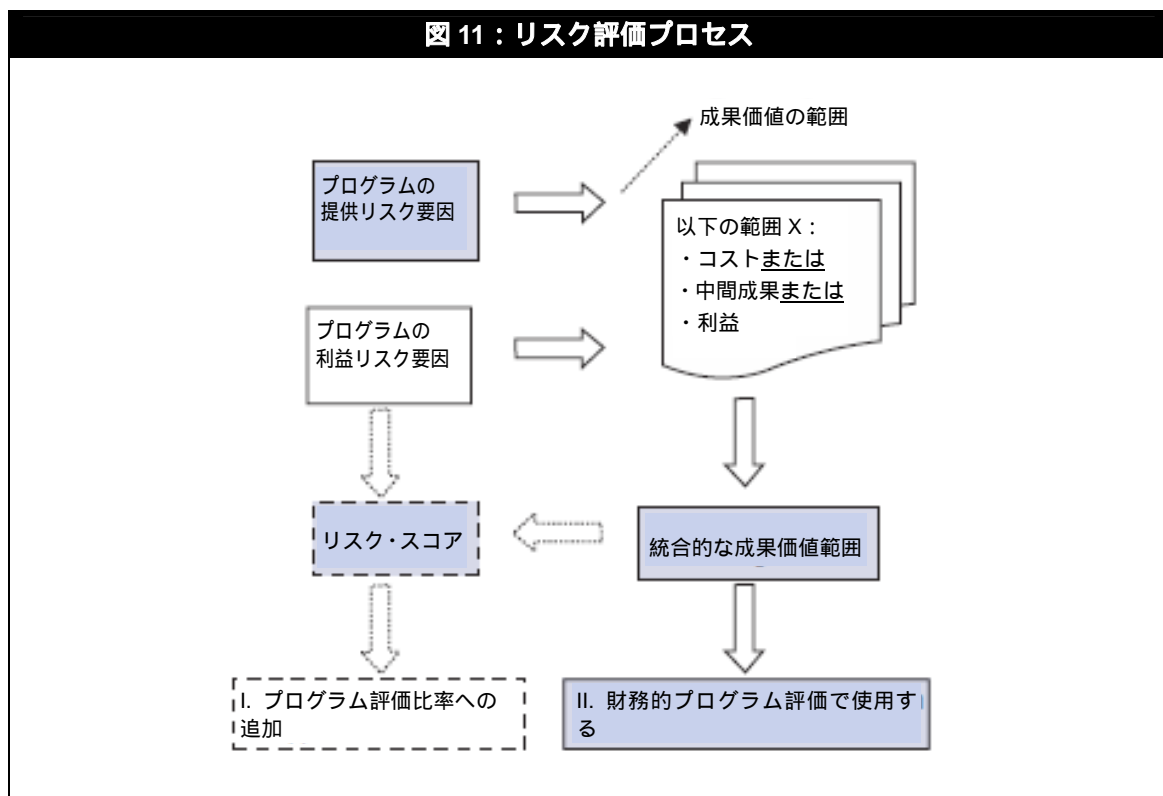 図 11：リスク評価プロセス
成果価値の範囲
プログラムの
提供リスク要因
以下の範囲 X：
・コストまたは
・中間成果または
・利益
プログラムの
利益リスク要因
リスク・スコア
統合的な成果価値範囲
I. プログラム評価比率への
追加
II. 財務的プログラム評価で使用す
る